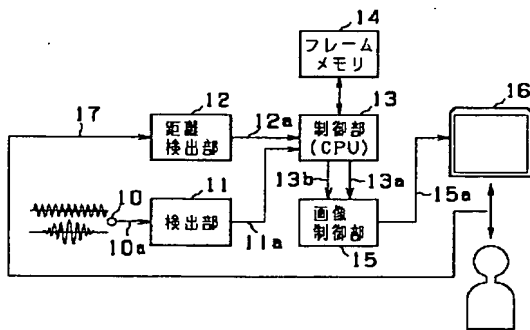 14
フレーム
メモリ
16
17
12
12a
13
距離
検出部
制御部
(CPU)
10
11
13b
13a
15a
検出部
画像
制御部
10a
11a
15